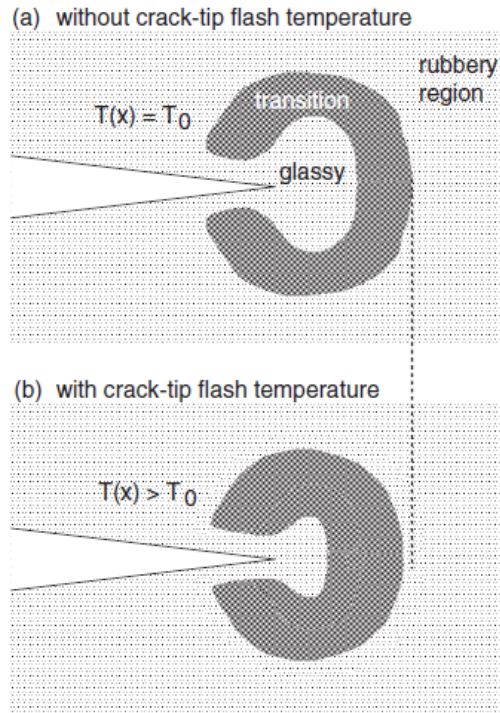 (a) without crack-tip flash temperature
rubbery
region
transition
T(x) = T0
glassy
(b) with crack-tip flash temperature
T(x) > T0